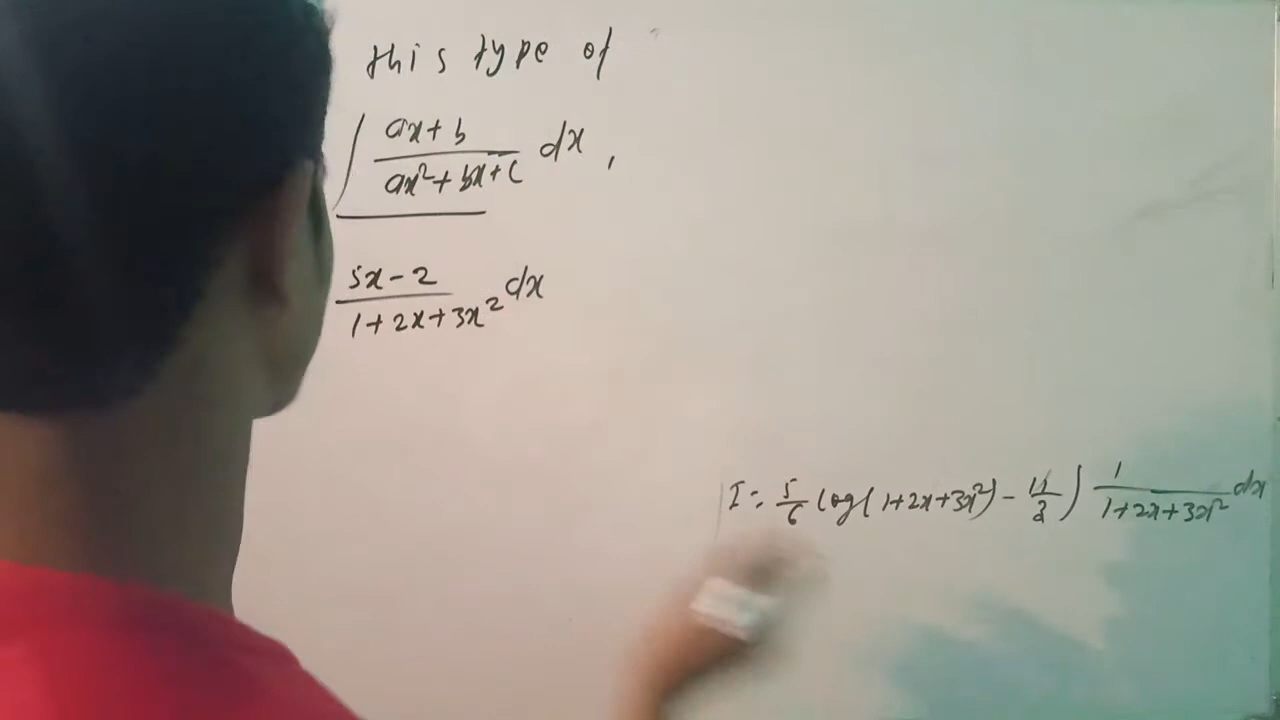 this type of
∫ ax+b / ax²+bx+c dx,
5x-2 / 1+2x+3x² dx
I = 5/6 log(1+2x+3x²) - 11/3 ∫ 1 / 1+2x+3x² dx